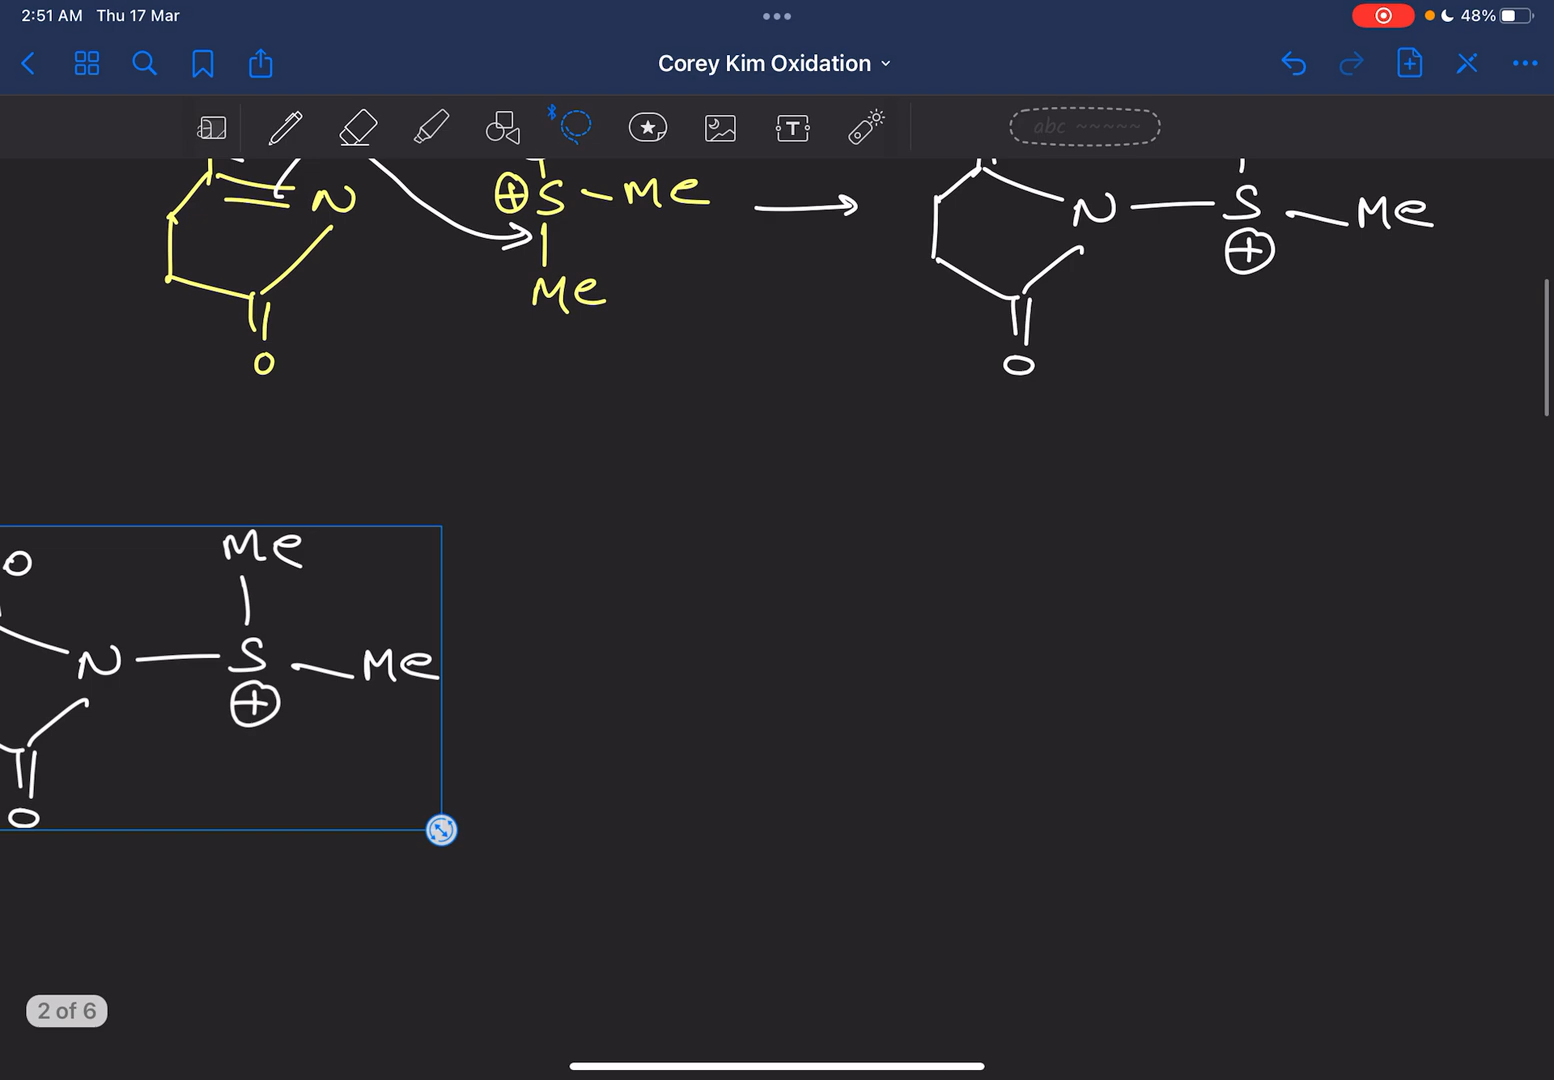 2:51 AM Thu 17 Mar
48%
Corey Kim Oxidation
T
abc
N
⊕S-Me
Me
O
N
S
Me
⊕
O
O
Me
N
S
Me
⊕
O
2 of 6